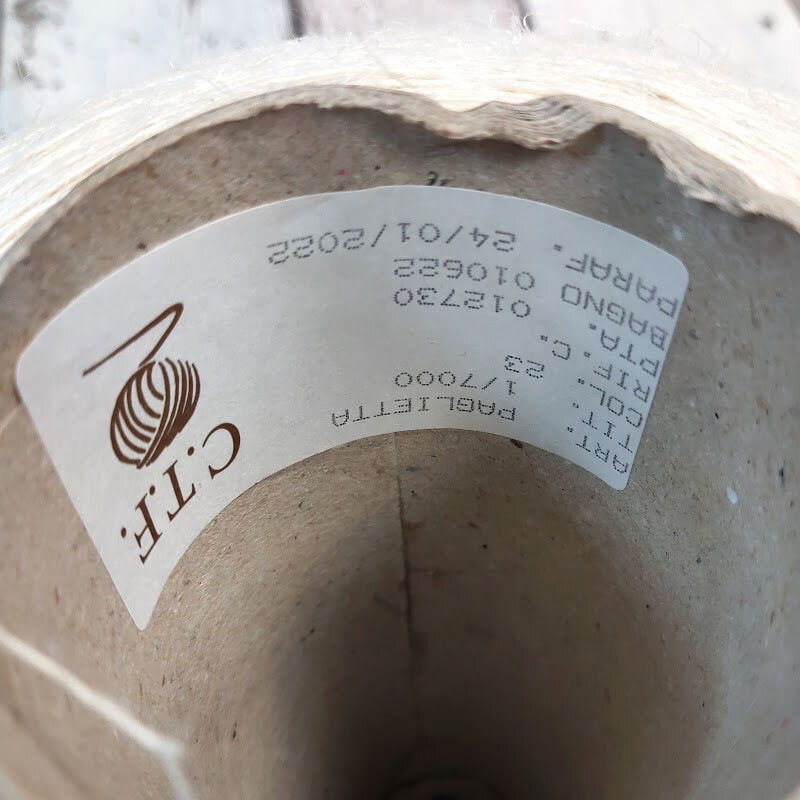 C.T.F.
ART. PAGLIETTA
TIT. 1/7000
COL. 23
RIF. C.
PTA. 012730
BAGNO 010622
PARAF. 24/01/2022